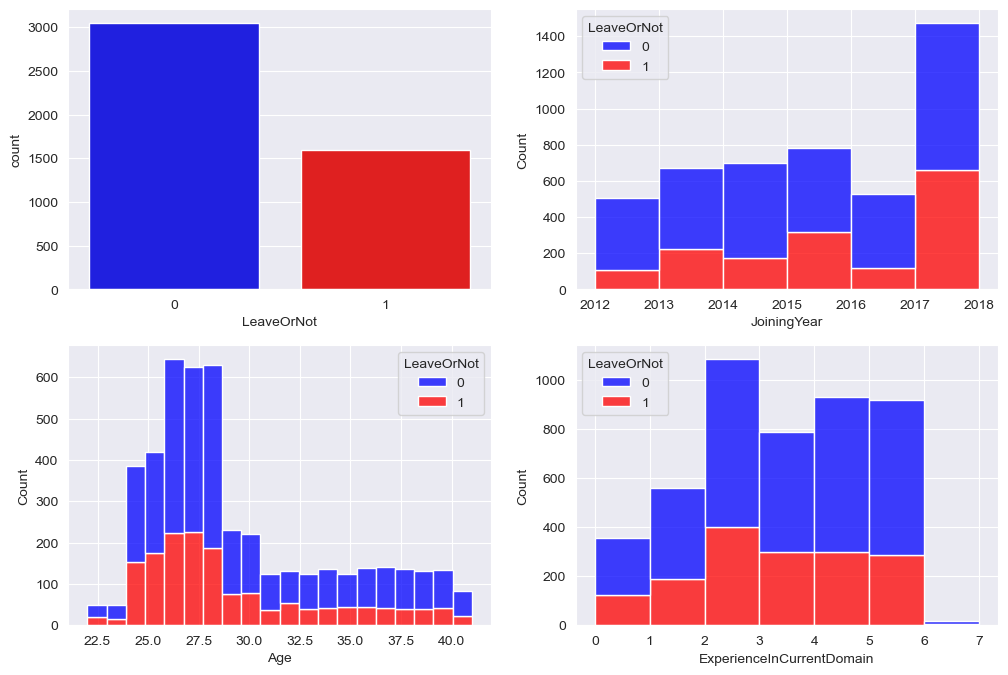 3000
2500
2000
1500
1000
500
0
count
0 1
LeaveOrNot
1400
1200
1000
800
600
400
200
0
Count
LeaveOrNot
0
1
2012 2013 2014 2015 2016 2017 2018
JoiningYear
600
500
400
300
200
100
0
Count
LeaveOrNot
0
1
22.5 25.0 27.5 30.0 32.5 35.0 37.5 40.0
Age
1000
800
600
400
200
0
Count
LeaveOrNot
0
1
0 1 2 3 4 5 6 7
ExperienceInCurrentDomain